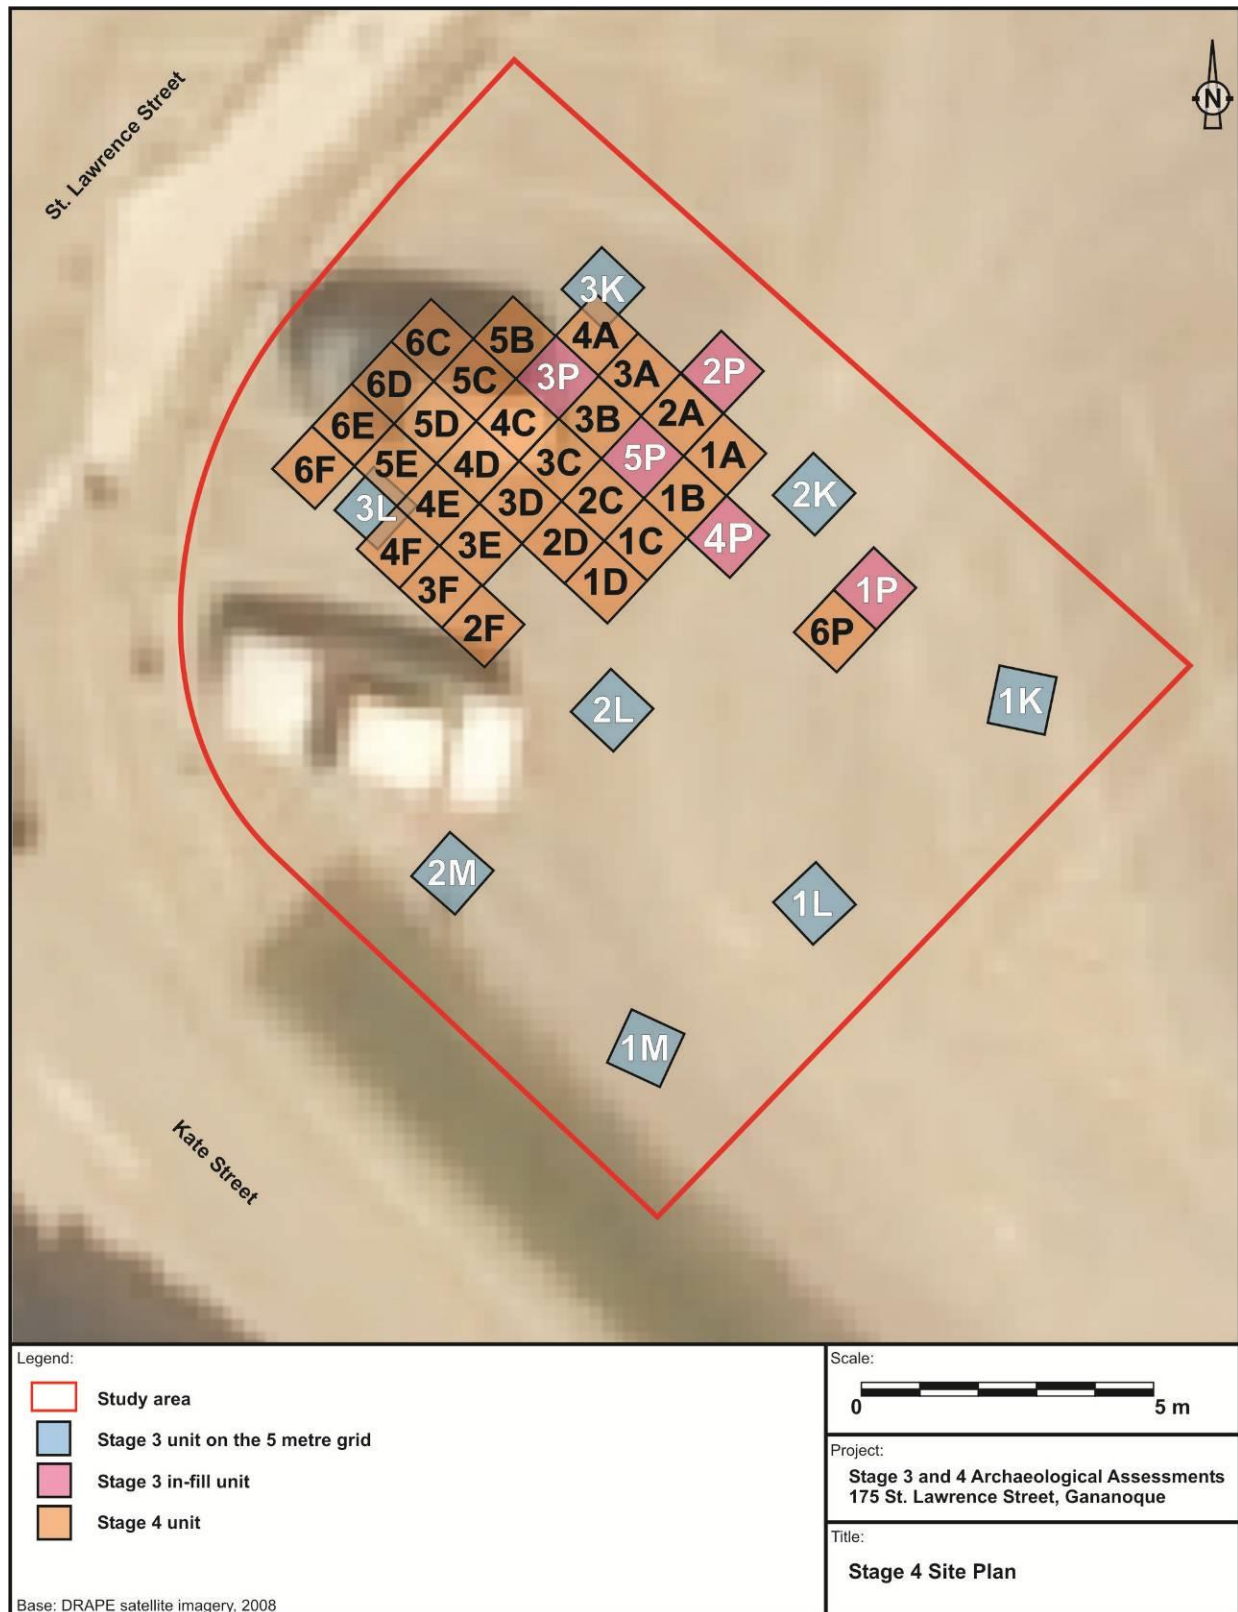 St. Lawrence Street
N
3K
6C 5B 4A
6D 5C 3P 3A 2P
6E 5D 4C 3B 2A
6F 5E 4D 3C 5P 1A
3L 4E 3D 2C 1B 2K
4F 3E 2D 1C 4P
3F 1D 1P
2F 6P
2L 1K
2M 1L
1M
Kate Street
Legend:
Study area
Stage 3 unit on the 5 metre grid
Stage 3 in-fill unit
Stage 4 unit
Base: DRAPE satellite imagery, 2008
Scale:
0 5 m
Project:
Stage 3 and 4 Archaeological Assessments
175 St. Lawrence Street, Gananoque
Title:
Stage 4 Site Plan